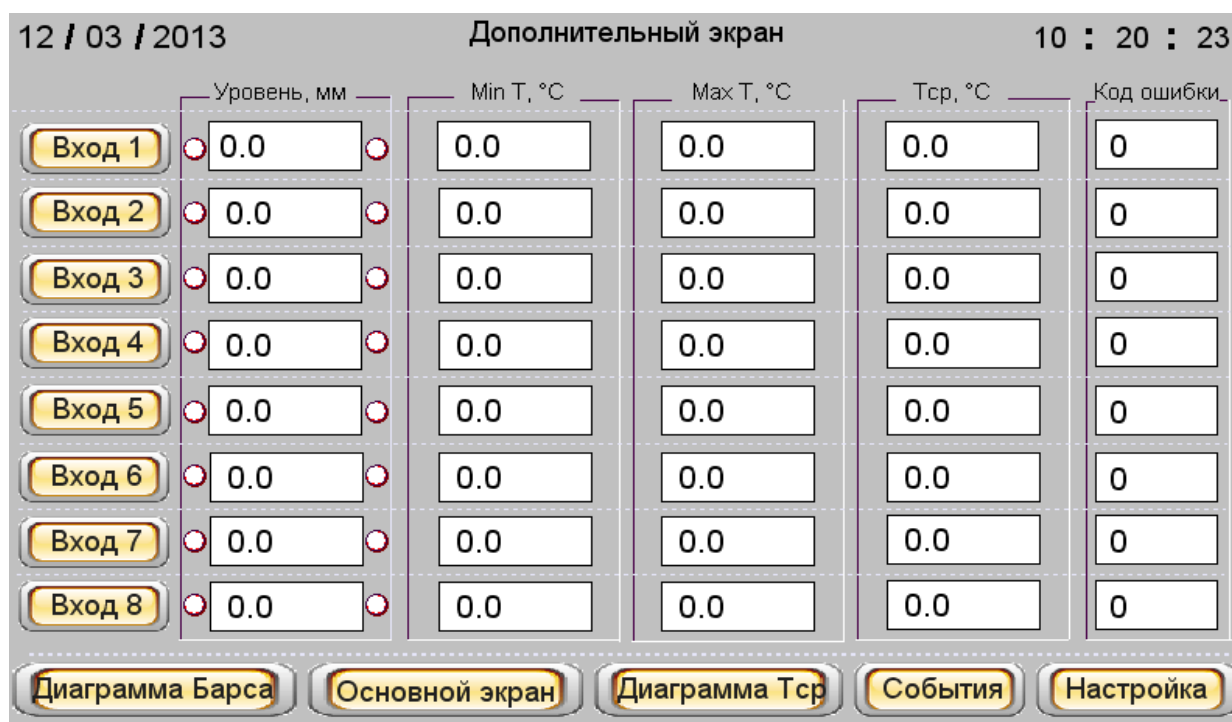 12 / 03 / 2013 Дополнительный экран 10 : 20 : 23
Уровень, мм Min T, °C Max T, °C Тср, °C Код ошибки
Вход 1 0.0 0.0 0.0 0.0 0
Вход 2 0.0 0.0 0.0 0.0 0
Вход 3 0.0 0.0 0.0 0.0 0
Вход 4 0.0 0.0 0.0 0.0 0
Вход 5 0.0 0.0 0.0 0.0 0
Вход 6 0.0 0.0 0.0 0.0 0
Вход 7 0.0 0.0 0.0 0.0 0
Вход 8 0.0 0.0 0.0 0.0 0
Диаграмма Барса Основной экран Диаграмма Тср События Настройка